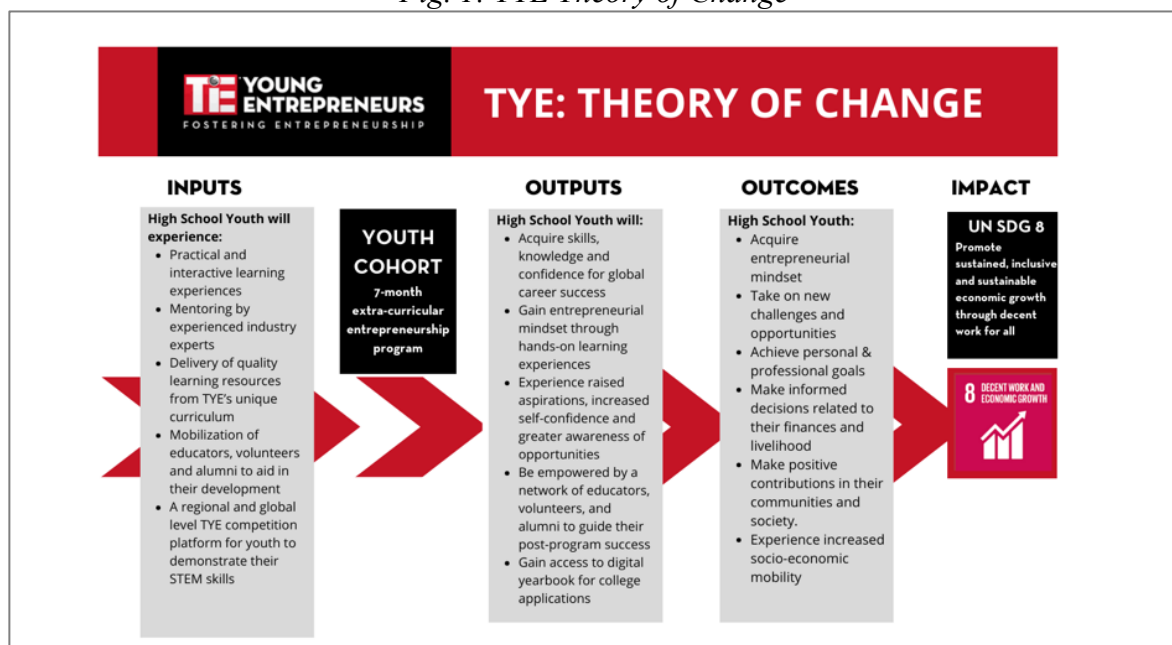 Fig. 1: TYE Theory of Change
TiE YOUNG
ENTREPRENEURS
FOSTERING ENTREPRENEURSHIP
TYE: THEORY OF CHANGE
INPUTS
High School Youth will
experience:
• Practical and
interactive learning
experiences
• Mentoring by
experienced industry
experts
• Delivery of quality
learning resources
from TYE’s unique
curriculum
• Mobilization of
educators, volunteers
and alumni to aid in
their development
• A regional and global
level TYE competition
platform for youth to
demonstrate their
STEM skills
YOUTH
COHORT
7-month
extra-curricular
entrepreneurship
program
OUTPUTS
High School Youth will:
• Acquire skills,
knowledge and
confidence for global
career success
• Gain entrepreneurial
mindset through
hands-on learning
experiences
• Experience raised
aspirations, increased
self-confidence and
greater awareness of
opportunities
• Be empowered by a
network of educators,
volunteers, and
alumni to guide their
post-program success
• Gain access to digital
yearbook for college
applications
OUTCOMES
High School Youth:
• Acquire
entrepreneurial
mindset
• Take on new
challenges and
opportunities
• Achieve personal &
professional goals
• Make informed
decisions related to
their finances and
livelihood
• Make positive
contributions in their
communities and
society.
• Experience increased
socio-economic
mobility
IMPACT
UN SDG 8
Promote
sustained, inclusive
and sustainable
economic growth
through decent
work for all
8 DECENT WORK AND
ECONOMIC GROWTH